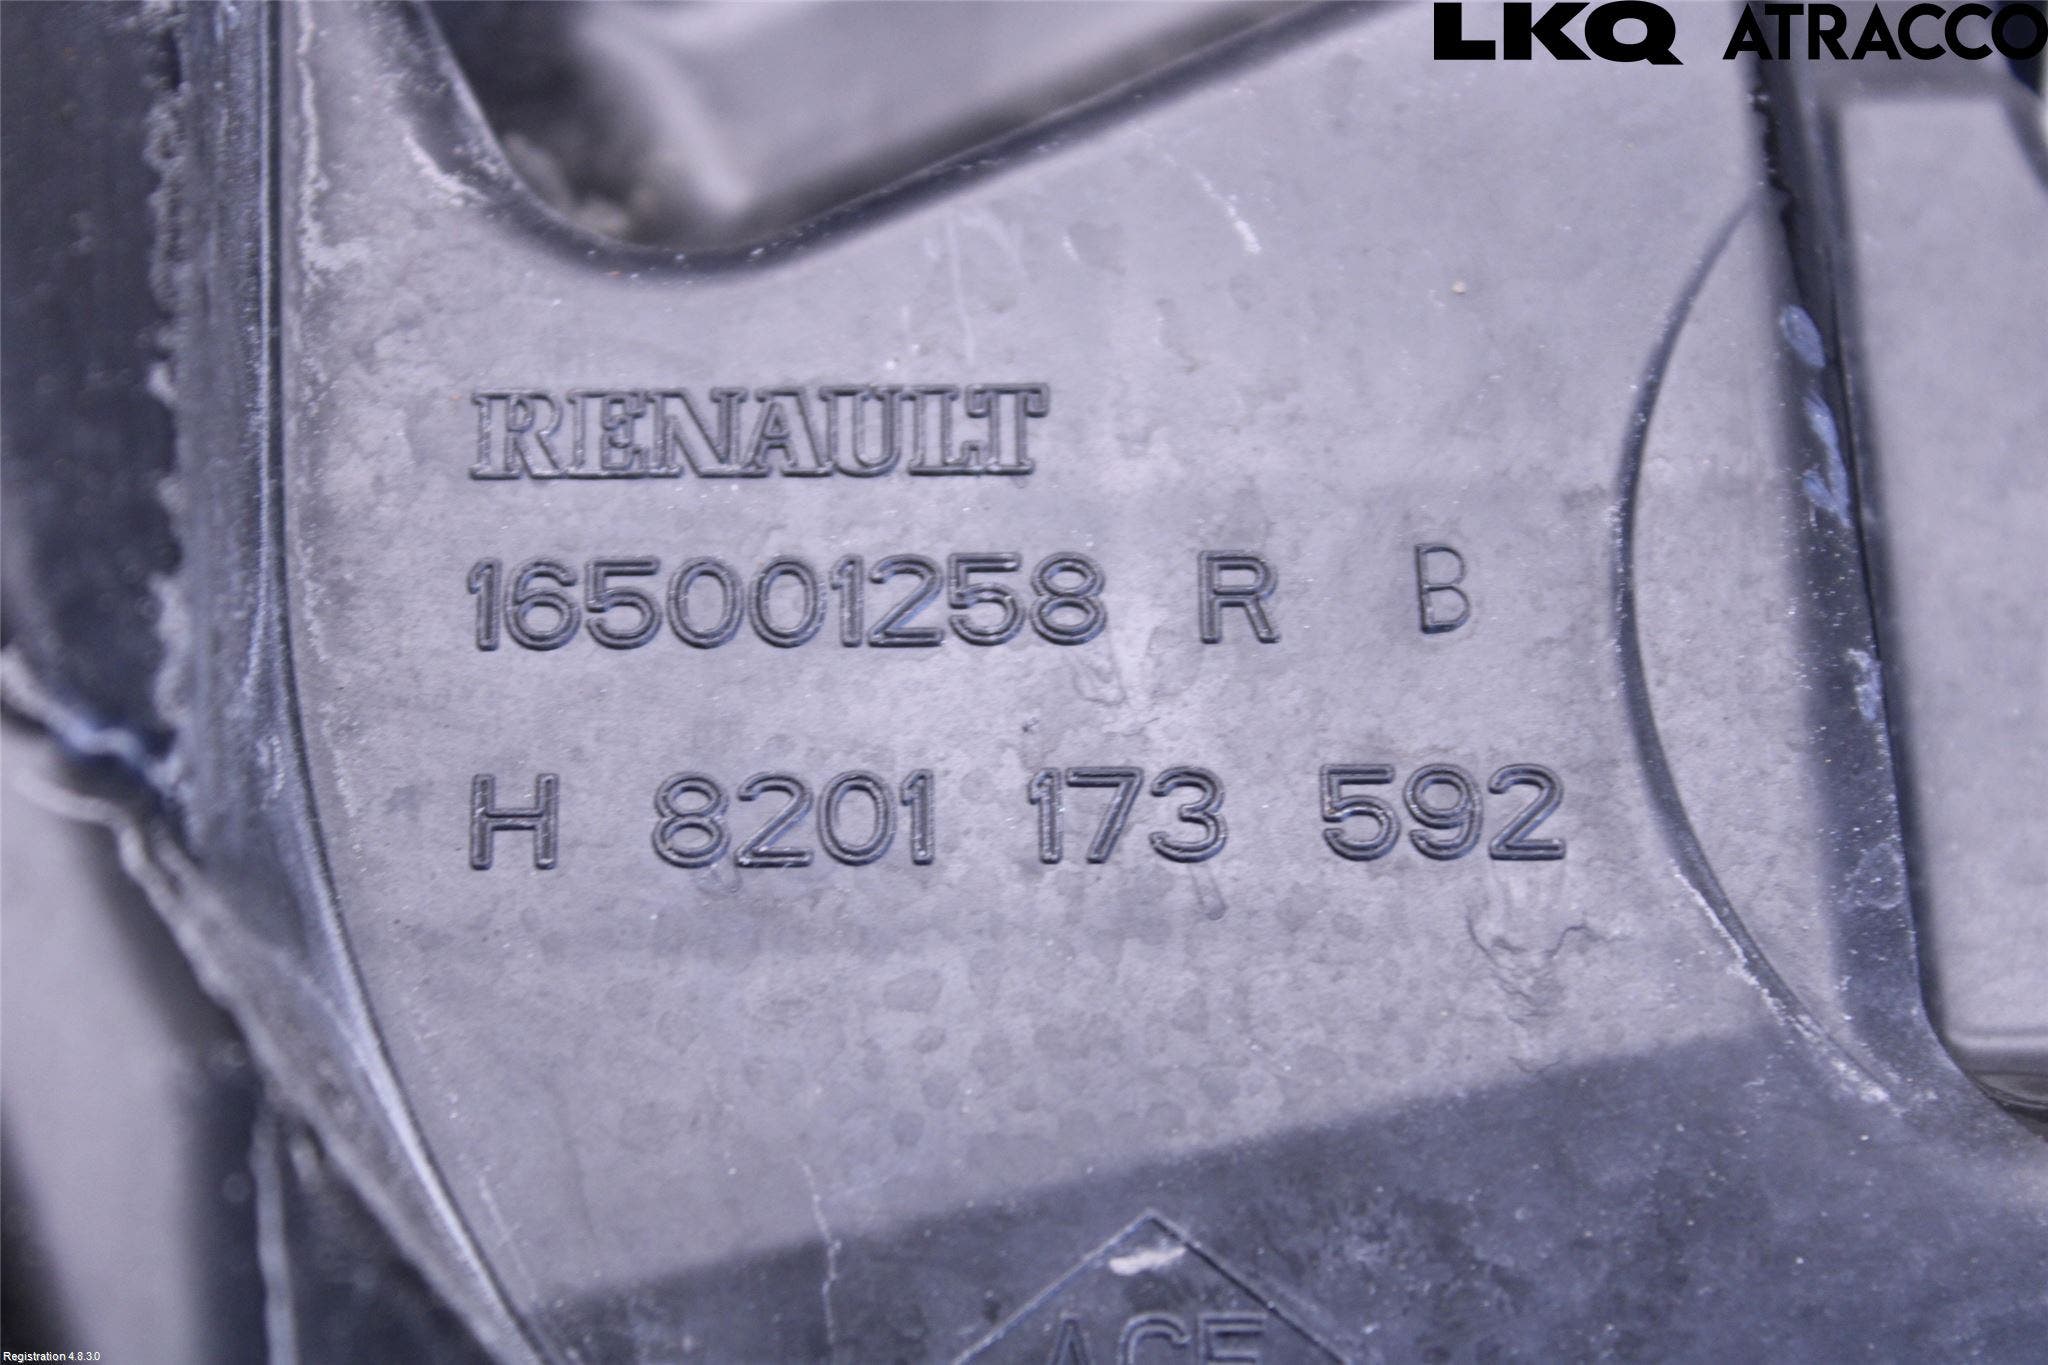 LKQ ATRACCO
RENAULT
165001258 R B
H 8201 173 592
Registration 4.8.3.0